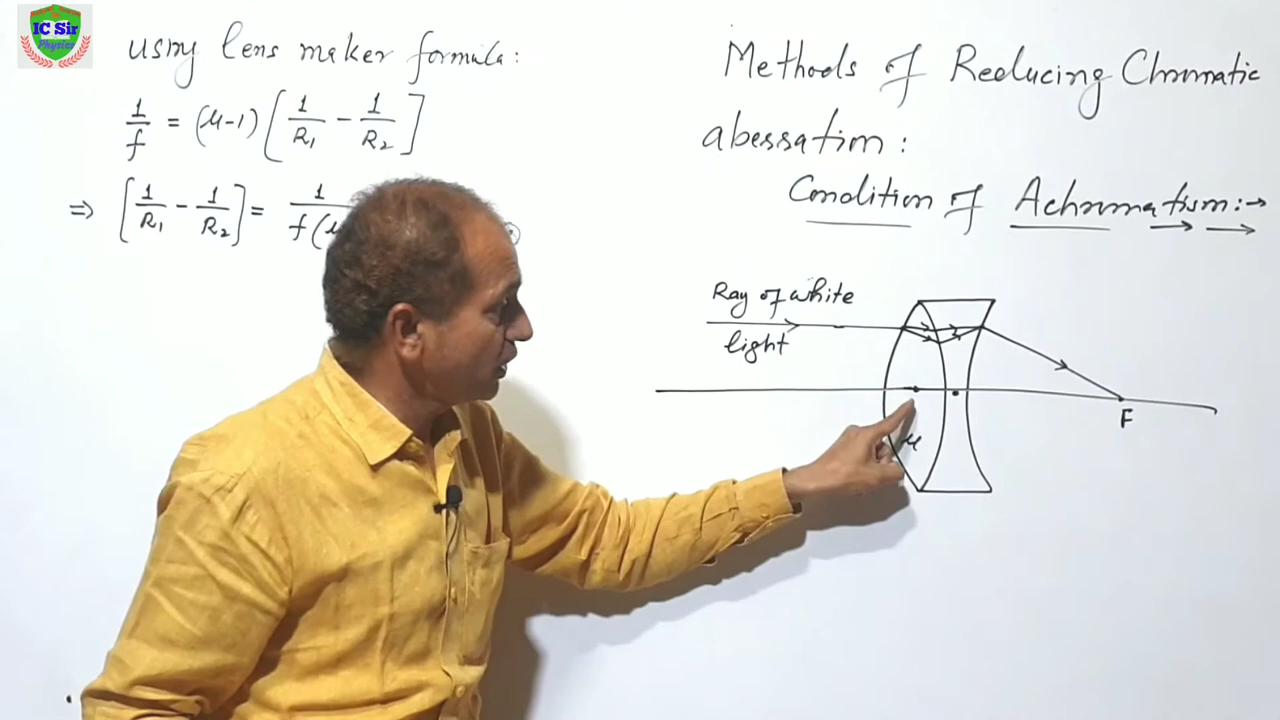 IC Sir
Physics
using lens maker formula:
1/f = (μ-1) [1/R₁ - 1/R₂]
⇒ [1/R₁ - 1/R₂] = 1/f(μ
Methods of Reducing Chromatic
abessation:
Condition of Achromatism:→
Ray of white
light
μ
F